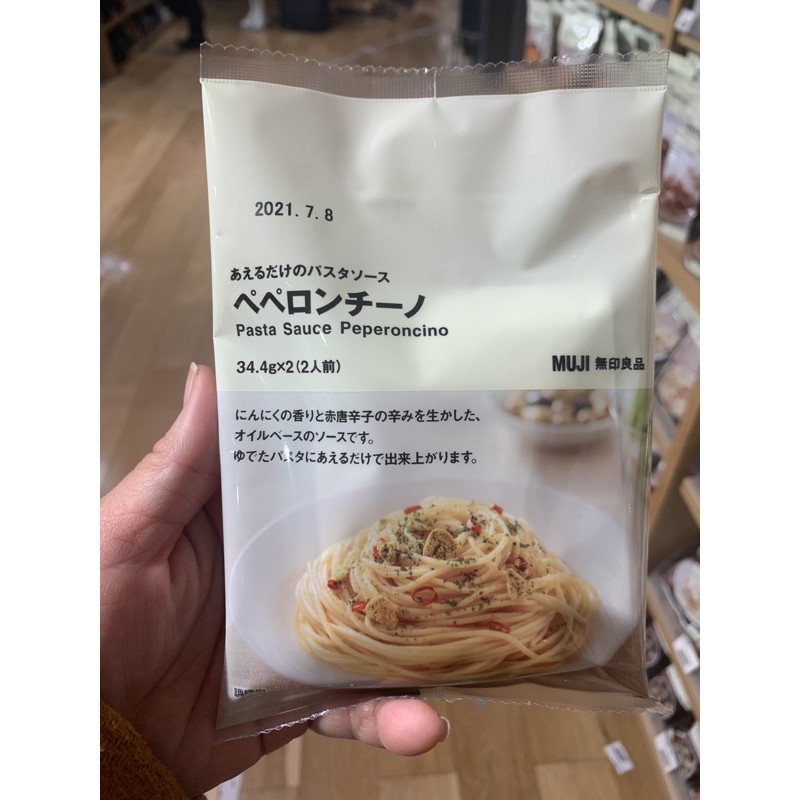 2021.7.8
あえるだけのパスタソース
ペペロンチーノ
Pasta Sauce Peperoncino
34.4g×2(2人前)
MUJI 無印良品
にんにくの香りと赤唐辛子の辛みを生かした、
オイルベースのソースです。
ゆでたパスタにあえるだけで出来上がります。